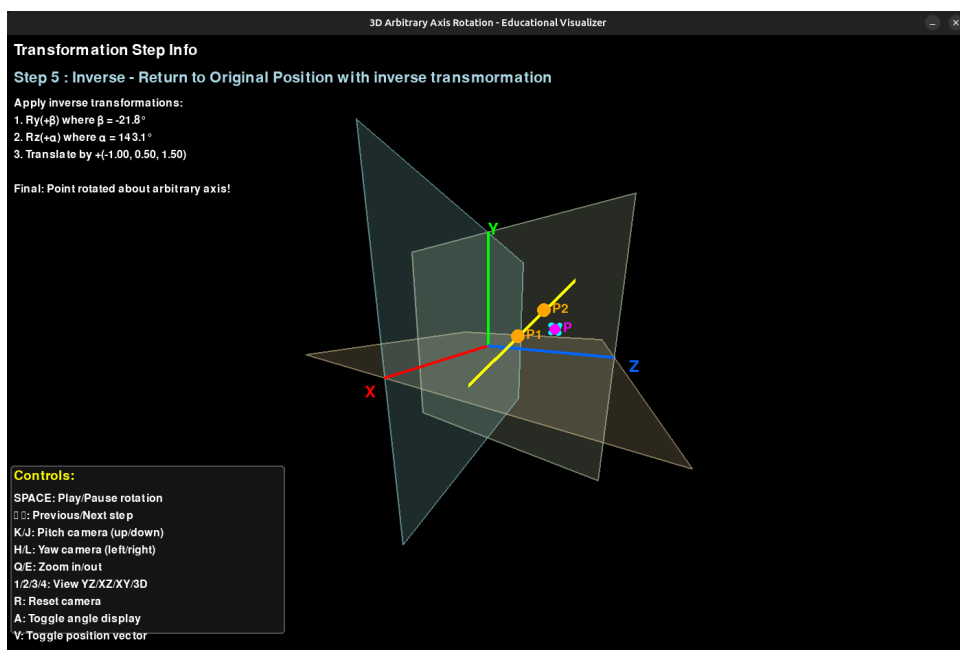 3D Arbitrary Axis Rotation - Educational Visualizer
Transformation Step Info
Step 5 : Inverse - Return to Original Position with inverse transmormation
Apply inverse transformations:
1. Ry(+β) where β = -21.8°
2. Rz(+α) where α = 143.1°
3. Translate by +(-1.00, 0.50, 1.50)
Final: Point rotated about arbitrary axis!
Y
P2
P
P1
Z
X
Controls:
SPACE: Play/Pause rotation
▯ ▯: Previous/Next step
K/J: Pitch camera (up/down)
H/L: Yaw camera (left/right)
Q/E: Zoom in/out
1/2/3/4: View YZ/XZ/XY/3D
R: Reset camera
A: Toggle angle display
V: Toggle position vector